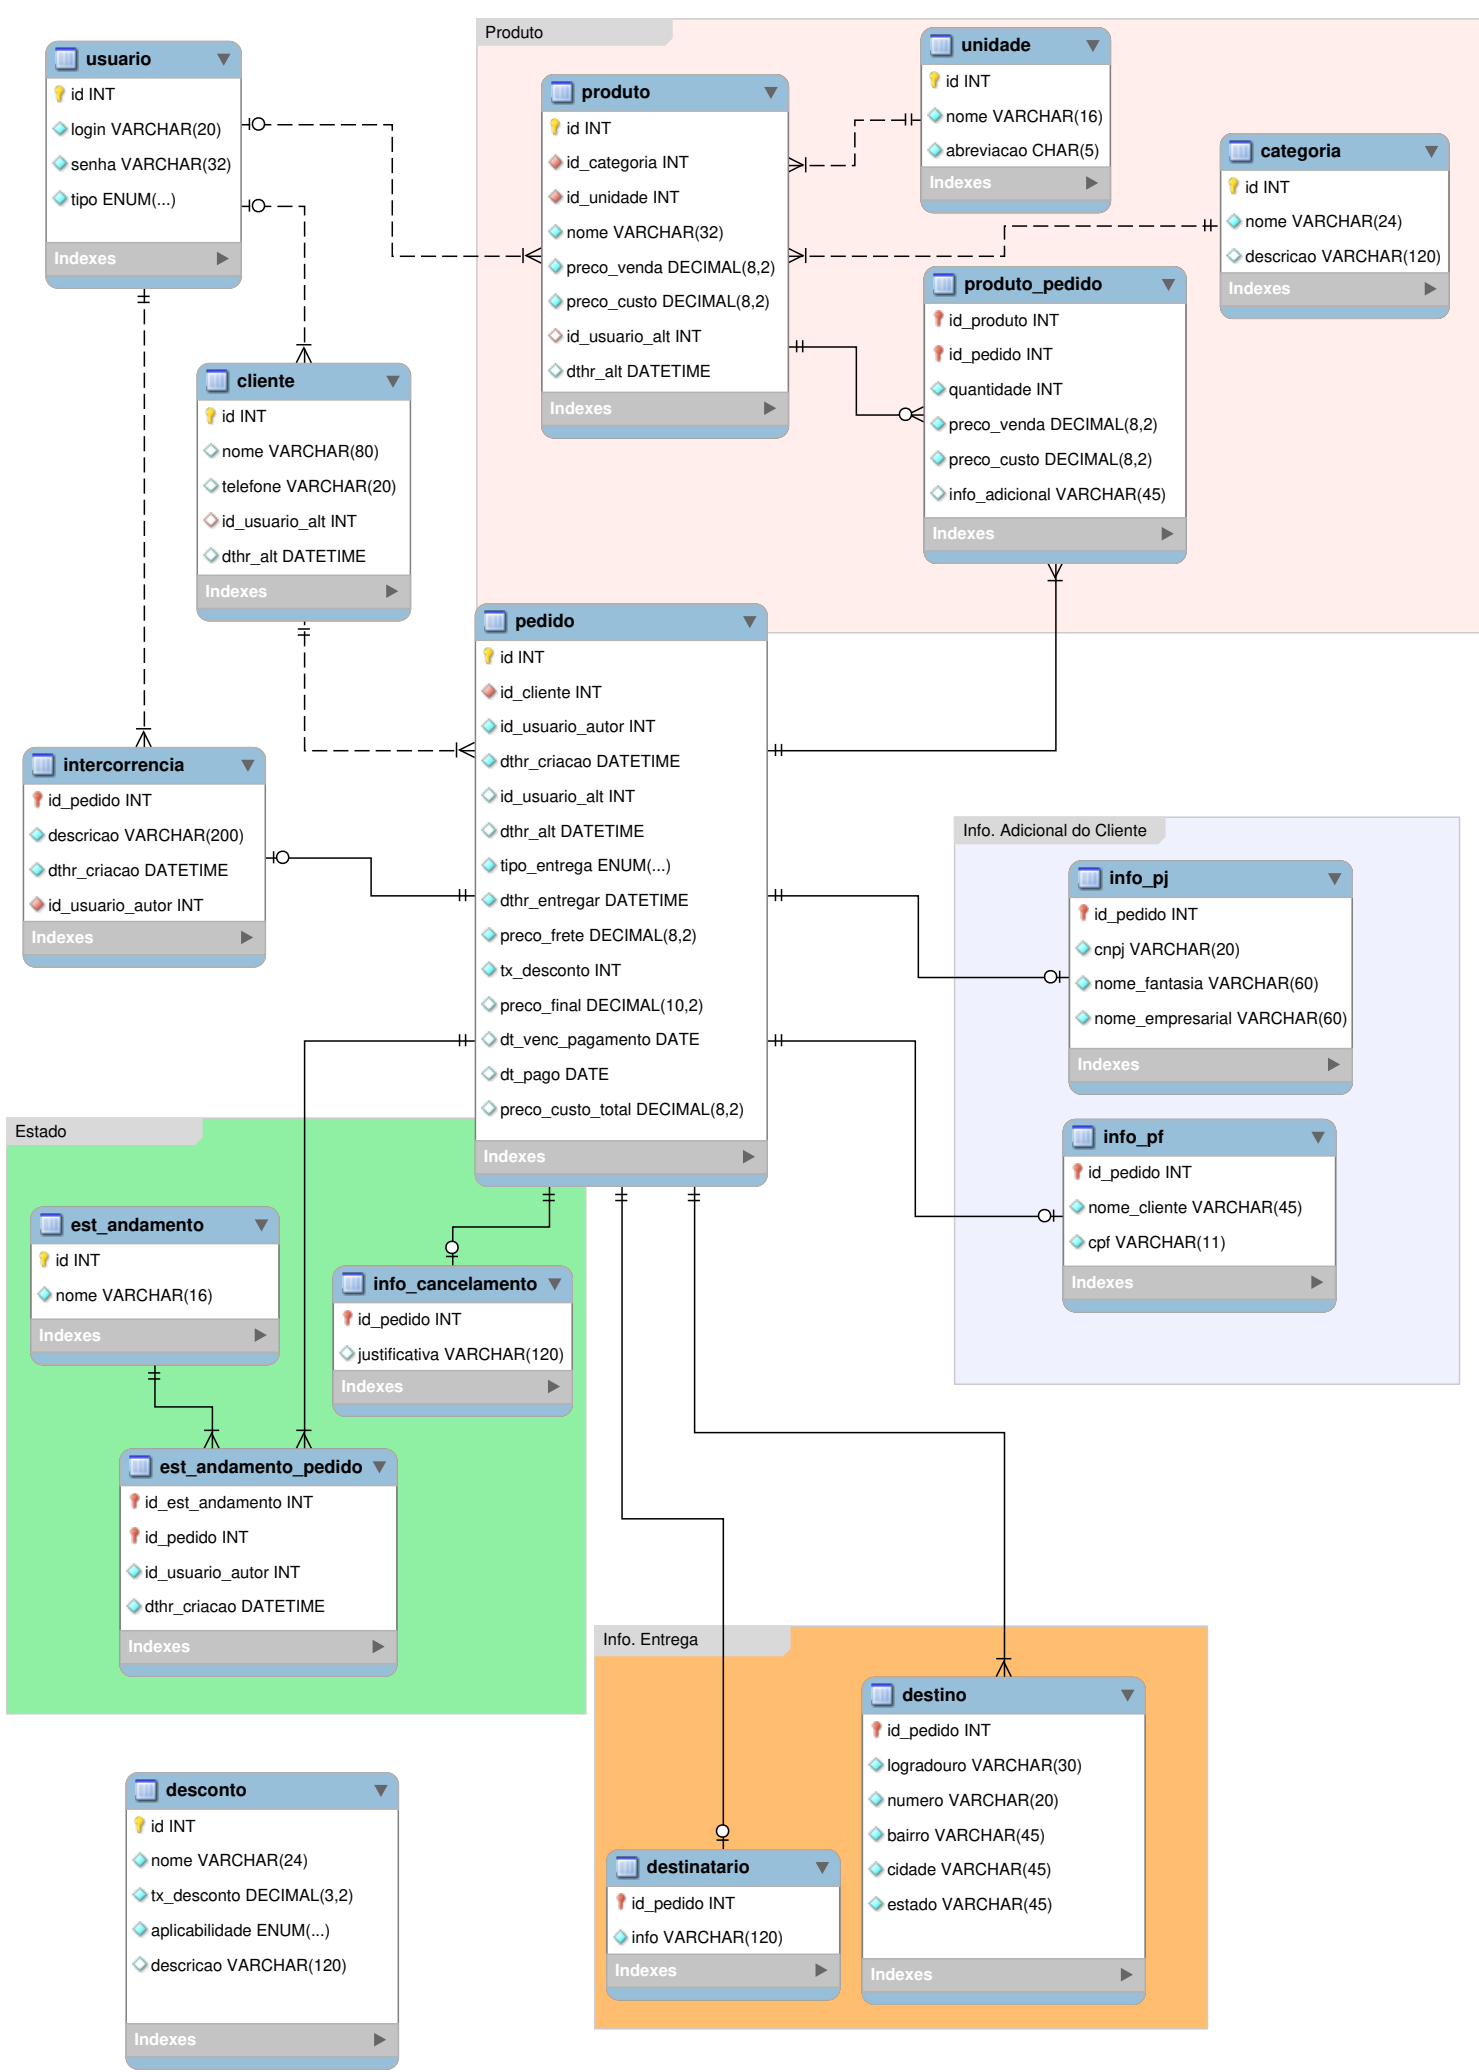 usuario
id INT
login VARCHAR(20)
senha VARCHAR(32)
tipo ENUM(...)
Indexes
Produto
produto
id INT
id_categoria INT
id_unidade INT
nome VARCHAR(32)
preco_venda DECIMAL(8,2)
preco_custo DECIMAL(8,2)
id_usuario_alt INT
dthr_alt DATETIME
Indexes
unidade
id INT
nome VARCHAR(16)
abreviacao CHAR(5)
Indexes
categoria
id INT
nome VARCHAR(24)
descricao VARCHAR(120)
Indexes
produto_pedido
id_produto INT
id_pedido INT
quantidade INT
preco_venda DECIMAL(8,2)
preco_custo DECIMAL(8,2)
info_adicional VARCHAR(45)
Indexes
cliente
id INT
nome VARCHAR(80)
telefone VARCHAR(20)
id_usuario_alt INT
dthr_alt DATETIME
Indexes
pedido
id INT
id_cliente INT
id_usuario_autor INT
dthr_criacao DATETIME
id_usuario_alt INT
dthr_alt DATETIME
tipo_entrega ENUM(...)
dthr_entregar DATETIME
preco_frete DECIMAL(8,2)
tx_desconto INT
preco_final DECIMAL(10,2)
dt_venc_pagamento DATE
dt_pago DATE
preco_custo_total DECIMAL(8,2)
Indexes
intercorrencia
id_pedido INT
descricao VARCHAR(200)
dthr_criacao DATETIME
id_usuario_autor INT
Indexes
Info. Adicional do Cliente
info_pj
id_pedido INT
cnpj VARCHAR(20)
nome_fantasia VARCHAR(60)
nome_empresarial VARCHAR(60)
Indexes
info_pf
id_pedido INT
nome_cliente VARCHAR(45)
cpf VARCHAR(11)
Indexes
Estado
est_andamento
id INT
nome VARCHAR(16)
Indexes
info_cancelamento
id_pedido INT
justificativa VARCHAR(120)
Indexes
est_andamento_pedido
id_est_andamento INT
id_pedido INT
id_usuario_autor INT
dthr_criacao DATETIME
Indexes
Info. Entrega
destino
id_pedido INT
logradouro VARCHAR(30)
numero VARCHAR(20)
bairro VARCHAR(45)
cidade VARCHAR(45)
estado VARCHAR(45)
Indexes
destinatario
id_pedido INT
info VARCHAR(120)
Indexes
desconto
id INT
nome VARCHAR(24)
tx_desconto DECIMAL(3,2)
aplicabilidade ENUM(...)
descricao VARCHAR(120)
Indexes